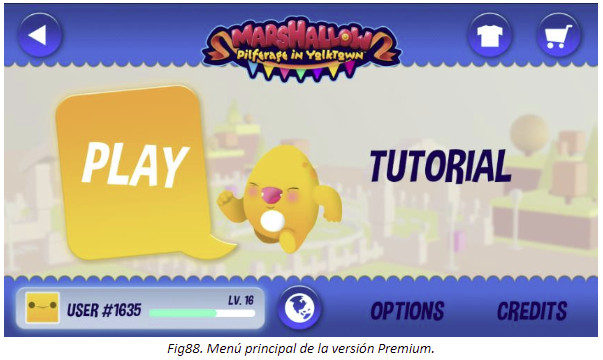 MARSHALLOW
PILFERAGE IN YOLKTOWN
PLAY
TUTORIAL
USER #1635
LV. 16
OPTIONS
CREDITS
Fig88. Menú principal de la versión Premium.